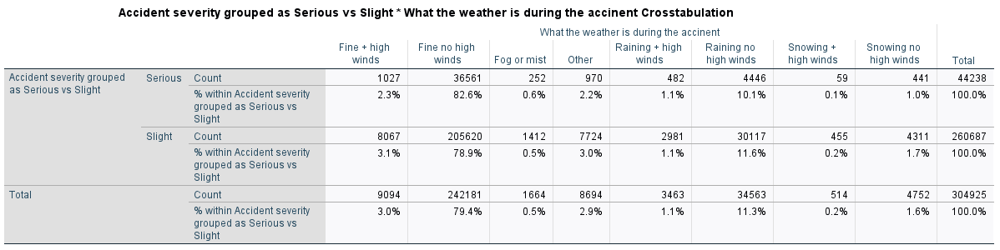 Accident severity grouped as Serious vs Slight * What the weather is during the accinent Crosstabulation
What the weather is during the accinent
Fine + high winds Fine no high winds Fog or mist Other Raining + high winds Raining no high winds Snowing + high winds Snowing no high winds Total
Accident severity grouped as Serious vs Slight Serious Count 1027 36561 252 970 482 4446 59 441 44238
% within Accident severity grouped as Serious vs Slight 2.3% 82.6% 0.6% 2.2% 1.1% 10.1% 0.1% 1.0% 100.0%
Slight Count 8067 205620 1412 7724 2981 30117 455 4311 260687
% within Accident severity grouped as Serious vs Slight 3.1% 78.9% 0.5% 3.0% 1.1% 11.6% 0.2% 1.7% 100.0%
Total Count 9094 242181 1664 8694 3463 34563 514 4752 304925
% within Accident severity grouped as Serious vs Slight 3.0% 79.4% 0.5% 2.9% 1.1% 11.3% 0.2% 1.6% 100.0%